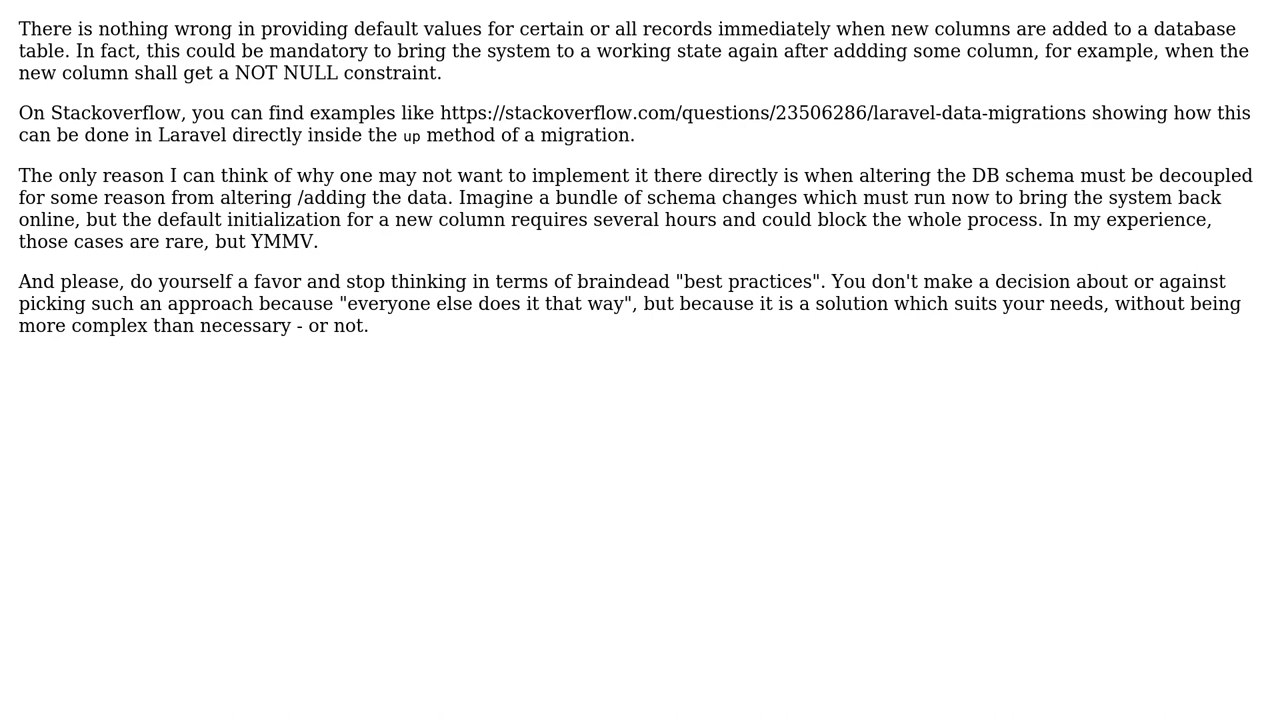 There is nothing wrong in providing default values for certain or all records immediately when new columns are added to a database
table. In fact, this could be mandatory to bring the system to a working state again after addding some column, for example, when the
new column shall get a NOT NULL constraint.
On Stackoverflow, you can find examples like https://stackoverflow.com/questions/23506286/laravel-data-migrations showing how this
can be done in Laravel directly inside the up method of a migration.
The only reason I can think of why one may not want to implement it there directly is when altering the DB schema must be decoupled
for some reason from altering /adding the data. Imagine a bundle of schema changes which must run now to bring the system back
online, but the default initialization for a new column requires several hours and could block the whole process. In my experience,
those cases are rare, but YMMV.
And please, do yourself a favor and stop thinking in terms of braindead "best practices". You don't make a decision about or against
picking such an approach because "everyone else does it that way", but because it is a solution which suits your needs, without being
more complex than necessary - or not.